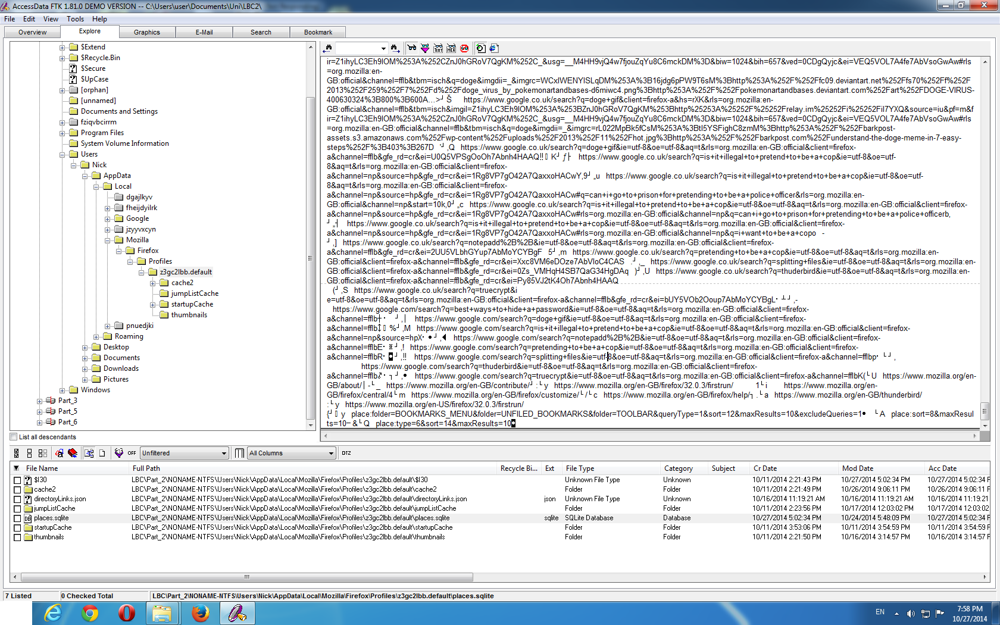 AccessData FTK 1.81.0 DEMO VERSION -- C:\Users\user\Documents\Uni\LBC2\
File Edit View Tools Help
Overview Explore Graphics E-Mail Search Bookmark
$Extend
$Recycle.Bin
$Secure
$UpCase
[orphan]
[unnamed]
Documents and Settings
fziqvbcirrm
Program Files
System Volume Information
Users
Nick
AppData
Local
dgajlkyv
fheijdyilrk
Google
jzyyvxcyn
Mozilla
Firefox
Profiles
z3gc2lbb.default
cache2
jumpListCache
startupCache
thumbnails
pnuedjki
Roaming
Desktop
Documents
Downloads
Pictures
Windows
Part_3
Part_5
Part_6
List all descendants
ir=Z1ihyLC3Eh9IOM%253A%252CZnJ0hGRoV7QgKM%252C_&usg=__M4HH9vjQ4w7fjouZqYu8C6mckDM%3D&biw=1024&bih=657&ved=0CDgQyjc&ei=VEQ5VOL7A4fe7AbVsoGwAw#rls
=org.mozilla:en-
GB:official&channel=fflb&tbm=isch&q=doge&imgdii=_&imgrc=WCxIWENYISLqDM%253A%3B16jdg6pPW9T6sM%3Bhttp%253A%252F%252Ffc09.deviantart.net%252Ffs70%252Ff%252F
2013%252F259%252F7%252Fd%252Fdoge_virus_by_pokemonartandbases-d6miwc4.png%3Bhttp%253A%252F%252Fpokemonartandbases.deviantart.com%252Fart%252FDOGE-VIRUS-
400630324%3B800%3B600A...>┘ Š https://www.google.co.uk/search?q=doge+gif&client=firefox-a&hs=rXK&rls=org.mozilla:en-
GB:official&channel=fflb&tbm=isch&imgil=Z1ihyLC3Eh9IOM%253A%253BZnJ0hGRoV7QgKM%253Bhttp%25253A%25252F%25252Frelay.im%25252Fi%25252FiI7YXQ&source=iu&pf=m&f
ir=Z1ihyLC3Eh9IOM%253A%252CZnJ0hGRoV7QgKM%252C_&usg=__M4HH9vjQ4w7fjouZqYu8C6mckDM%3D&biw=1024&bih=657&ved=0CDgQyjc&ei=VEQ5VOL7A4fe7AbVsoGwAw#rls
=org.mozilla:en-GB:official&channel=fflb&tbm=isch&q=doge&imgdii=_&imgrc=rL022MpBk5fCsM%253A%3BtI5YSFighC8zmM%3Bhttp%253A%252F%252Fbarkpost-
assets.s3.amazonaws.com%252Fwp-content%252Fuploads%252F2013%252F11%252Fhot.jpg%3Bhttp%253A%252F%252Fbarkpost.com%252Funderstand-the-doge-meme-in-7-easy-
steps%252F%3B403%3B267D '┘,Q https://www.google.co.uk/search?q=doge+gif&ie=utf-8&oe=utf-8&aq=t&rls=org.mozilla:en-GB:official&client=firefox-
a&channel=fflb&gfe_rd=cr&ei=U0Q5VPSgOoOh7Abnh4HAAQ‼ K┘ƒ├ https://www.google.co.uk/search?q=is+it+illegal+to+pretend+to+be+a+cop&ie=utf-8&oe=utf-
8&aq=t&rls=org.mozilla:en-GB:official&client=firefox-
a&channel=np&source=hp&gfe_rd=cr&ei=1Rg8VP7gO42A7QaxxoHACwY,9┘„u https://www.google.co.uk/search?q=is+it+illegal+to+pretend+to+be+a+cop&ie=utf-8&oe=utf-
8&aq=t&rls=org.mozilla:en-GB:official&client=firefox-
a&channel=np&source=hp&gfe_rd=cr&ei=1Rg8VP7gO42A7QaxxoHACw#q=can+i+go+to+prison+for+pretending+to+be+a+police+officer&rls=org.mozilla:en-
GB:official&channel=np&start=10k,0┘„c https://www.google.co.uk/search?q=is+it+illegal+to+pretend+to+be+a+cop&ie=utf-8&oe=utf-8&aq=t&rls=org.mozilla:en-GB:official&client=firefox-
a&channel=np&source=hp&gfe_rd=cr&ei=1Rg8VP7gO42A7QaxxoHACw#rls=org.mozilla:en-GB:official&channel=np&q=can+i+go+to+prison+for+pretending+to+be+a+police+officerb,
┘„┤ https://www.google.co.uk/search?q=is+it+illegal+to+pretend+to+be+a+cop&ie=utf-8&oe=utf-8&aq=t&rls=org.mozilla:en-GB:official&client=firefox-
a&channel=np&source=hp&gfe_rd=cr&ei=1Rg8VP7gO42A7QaxxoHACw#rls=org.mozilla:en-GB:official&channel=np&q=i+want+to+be+a+copo -
┘,] https://www.google.co.uk/search?q=notepadd%2B%2B&ie=utf-8&oe=utf-8&aq=t&rls=org.mozilla:en-GB:official&client=firefox-
a&channel=fflb&gfe_rd=cr&ei=2UU5VLbhGYup7AbMoYCYBgF 5┘,m https://www.google.co.uk/search?q=pretending+to+be+a+cop&ie=utf-8&oe=utf-8&aq=t&rls=org.mozilla:en-
GB:official&client=firefox-a&channel=fflb&gfe_rd=cr&ei=Xxc8VM6eDOze7AbVloC4CAS .┘,_ https://www.google.co.uk/search?q=splitting+files&ie=utf-8&oe=utf-8&aq=t&rls=org.mozilla:en-
GB:official&client=firefox-a&channel=fflb&gfe_rd=cr&ei=0Zs_VMHqH4SB7QaG34HgDAq )┘,U https://www.google.co.uk/search?q=thuderbird&ie=utf-8&oe=utf-8&aq=t&rls=org.mozilla:en-
GB:official&client=firefox-a&channel=fflb&gfe_rd=cr&ei=Py85VJ2tK4Oh7Abnh4HAAQ
(┘,S https://www.google.co.uk/search?q=truecrypt&i
e=utf-8&oe=utf-8&aq=t&rls=org.mozilla:en-GB:official&client=firefox-a&channel=fflb&gfe_rd=cr&ei=bUY5VOb2Ooup7AbMoYCYBgL· ┴┘,-
https://www.google.com/search?q=best+ways+to+hide+a+password&ie=utf-8&oe=utf-8&aq=t&rls=org.mozilla:en-GB:official&client=firefox-
a&channel=fflb┼· ┘,│ https://www.google.com/search?q=doge+gif&ie=utf-8&oe=utf-8&aq=t&rls=org.mozilla:en-GB:official&client=firefox-
a&channel=fflb‡ %┘,M https://www.google.com/search?q=is+it+illegal+to+pretend+to+be+a+cop&ie=utf-8&oe=utf-8&aq=t&rls=org.mozilla:en-GB:official&client=firefox-
a&channel=np&source=hpX· •┘,◄ https://www.google.com/search?q=notepadd%2B%2B&ie=utf-8&oe=utf-8&aq=t&rls=org.mozilla:en-GB:official&client=firefox-
a&channel=fflbE· ┘,! https://www.google.com/search?q=pretending+to+be+a+cop&ie=utf-8&oe=utf-8&aq=t&rls=org.mozilla:en-GB:official&client=firefox-
a&channel=fflbR· ◘┘,‼ https://www.google.com/search?q=splitting+files&ie=utf-8&oe=utf-8&aq=t&rls=org.mozilla:en-GB:official&client=firefox-a&channel=fflbp· └┘,
https://www.google.com/search?q=thuderbird&ie=utf-8&oe=utf-8&aq=t&rls=org.mozilla:en-GB:official&client=firefox-
a&channel=fflb♂· ┐┘,• https://www.google.com/search?q=truecrypt&ie=utf-8&oe=utf-8&aq=t&rls=org.mozilla:en-GB:official&client=firefox-a&channel=fflbK(└U https://www.mozilla.org/en-
GB/about/│-└_ https://www.mozilla.org/en-GB/contribute/┘:└y https://www.mozilla.org/en-GB/firefox/32.0.3/firstrun/ 1└i https://www.mozilla.org/en-
GB/firefox/central/4└m https://www.mozilla.org/en-GB/firefox/customize/└/└c https://www.mozilla.org/en-GB/firefox/help/┐.└a https://www.mozilla.org/en-GB/thunderbird/
:└y https://www.mozilla.org/en-US/firefox/32.0.3/firstrun/
{┘ y place:folder=BOOKMARKS_MENU&folder=UNFILED_BOOKMARKS&folder=TOOLBAR&queryType=1&sort=12&maxResults=10&excludeQueries=1• └A place:sort=8&maxResul
ts=10─&└Q place:type=6&sort=14&maxResults=10◘
OFF Unfiltered All Columns DTZ
File Name Full Path Recycle Bi... Ext File Type Category Subject Cr Date Mod Date Acc Date
$I30 LBC\Part_2\NONAME-NTFS\Users\Nick\AppData\Local\Mozilla\Firefox\Profiles\z3gc2lbb.default\$I30 Unknown File Type Unknown 10/11/2014 2:21:43 PM 10/27/2014 5:02:34 PM 10/27/2014 5:02:34 P
cache2 LBC\Part_2\NONAME-NTFS\Users\Nick\AppData\Local\Mozilla\Firefox\Profiles\z3gc2lbb.default\cache2 Folder Folder 10/11/2014 2:21:49 PM 10/26/2014 9:06:11 PM 10/26/2014 9:06:11 P
directoryLinks.json LBC\Part_2\NONAME-NTFS\Users\Nick\AppData\Local\Mozilla\Firefox\Profiles\z3gc2lbb.default\directoryLinks.json json Unknown File Type Unknown 10/16/2014 11:19:21 AM 10/16/2014 11:19:21 AM 10/16/2014 11:19:21
jumpListCache LBC\Part_2\NONAME-NTFS\Users\Nick\AppData\Local\Mozilla\Firefox\Profiles\z3gc2lbb.default\jumpListCache Folder Folder 10/11/2014 2:23:56 PM 10/17/2014 12:03:02 PM 10/17/2014 12:03:02
places.sqlite LBC\Part_2\NONAME-NTFS\Users\Nick\AppData\Local\Mozilla\Firefox\Profiles\z3gc2lbb.default\places.sqlite sqlite SQLite Database Database 10/27/2014 5:02:34 PM 10/24/2014 5:48:09 PM 10/27/2014 5:02:34 P
startupCache LBC\Part_2\NONAME-NTFS\Users\Nick\AppData\Local\Mozilla\Firefox\Profiles\z3gc2lbb.default\startupCache Folder Folder 10/11/2014 3:53:06 PM 10/11/2014 3:54:59 PM 10/11/2014 3:54:59 P
thumbnails LBC\Part_2\NONAME-NTFS\Users\Nick\AppData\Local\Mozilla\Firefox\Profiles\z3gc2lbb.default\thumbnails Folder Folder 10/11/2014 2:21:50 PM 10/16/2014 3:14:57 PM 10/16/2014 3:14:57 P
7 Listed 0 Checked Total LBC\Part_2\NONAME-NTFS\Users\Nick\AppData\Local\Mozilla\Firefox\Profiles\z3gc2lbb.default\places.sqlite
EN 7:58 PM
10/27/2014